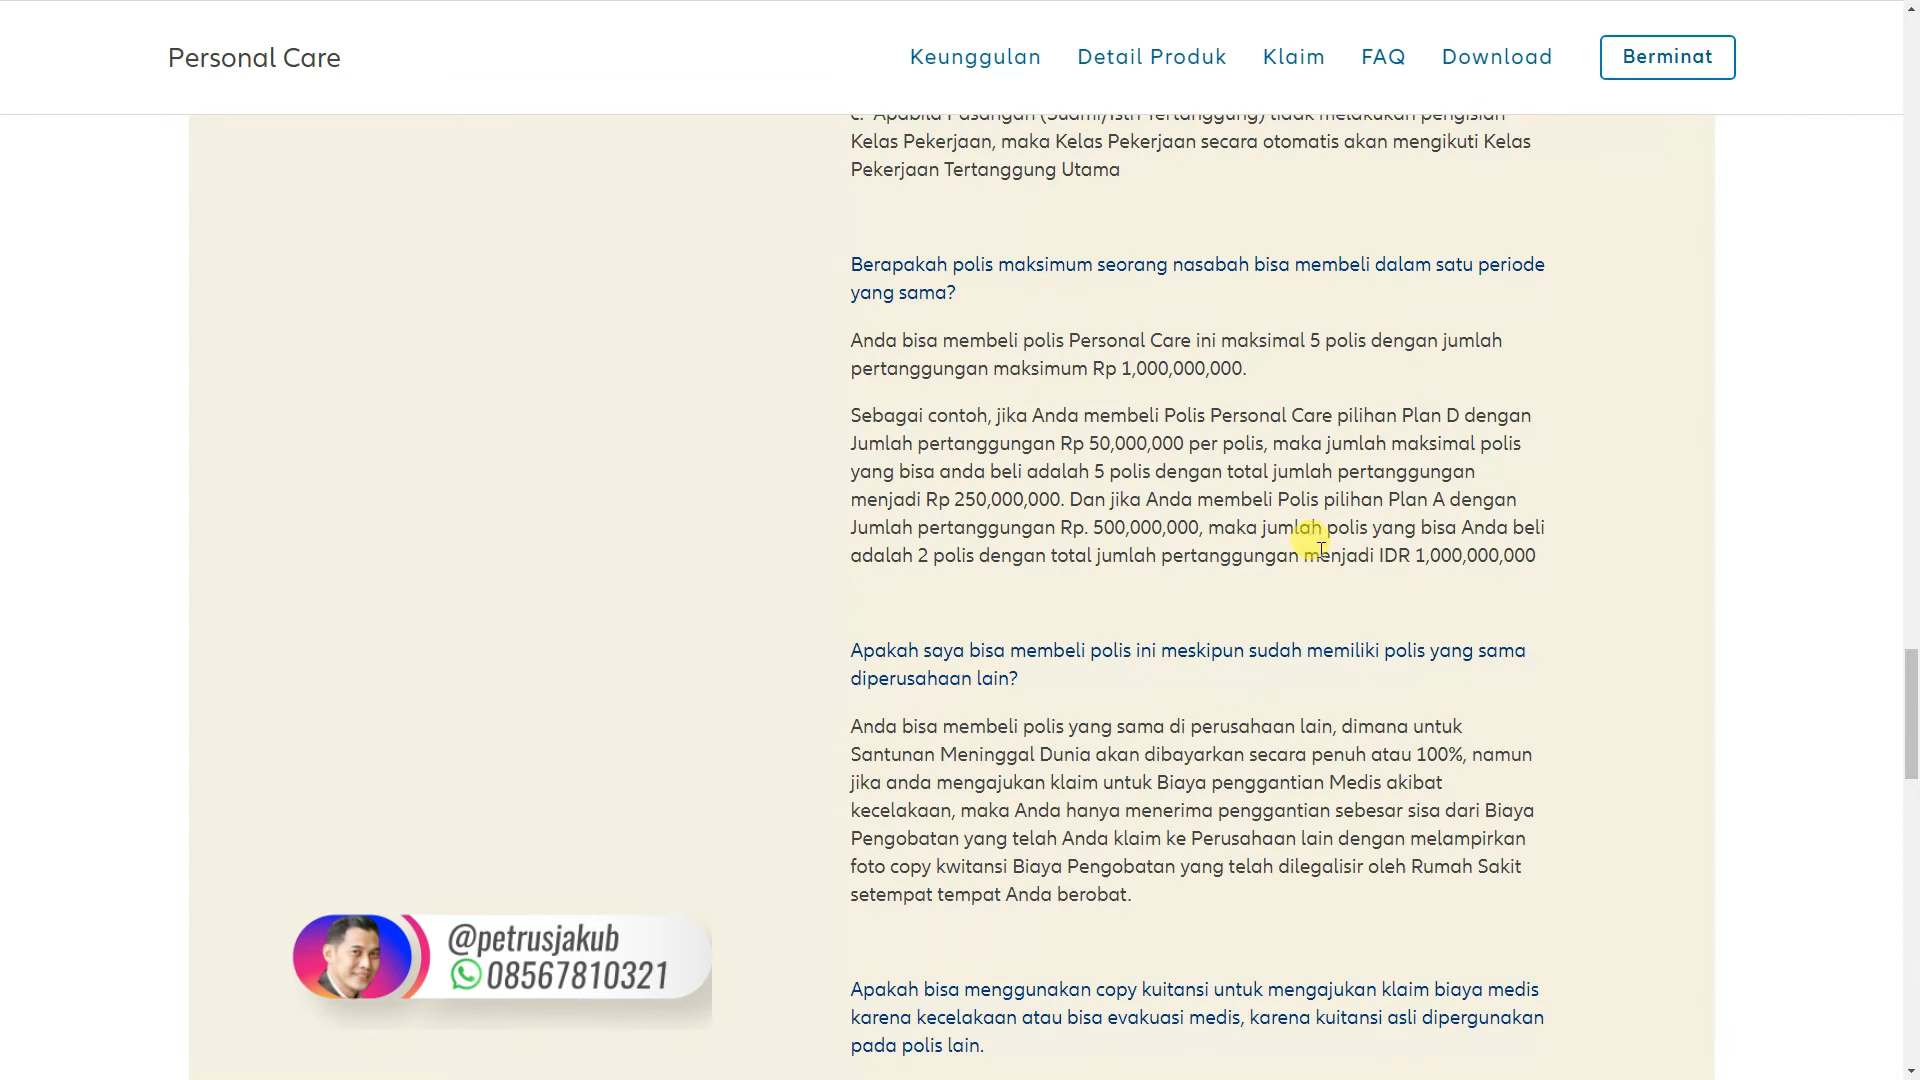 Personal Care
Keunggulan
Detail Produk
Klaim
FAQ
Download
Berminat
c. Apabila Pasangan (Suami/Istri Tertanggung) tidak melakukan pengisian
Kelas Pekerjaan, maka Kelas Pekerjaan secara otomatis akan mengikuti Kelas
Pekerjaan Tertanggung Utama
Berapakah polis maksimum seorang nasabah bisa membeli dalam satu periode
yang sama?
Anda bisa membeli polis Personal Care ini maksimal 5 polis dengan jumlah
pertanggungan maksimum Rp 1,000,000,000.
Sebagai contoh, jika Anda membeli Polis Personal Care pilihan Plan D dengan
Jumlah pertanggungan Rp 50,000,000 per polis, maka jumlah maksimal polis
yang bisa anda beli adalah 5 polis dengan total jumlah pertanggungan
menjadi Rp 250,000,000. Dan jika Anda membeli Polis pilihan Plan A dengan
Jumlah pertanggungan Rp. 500,000,000, maka jumlah polis yang bisa Anda beli
adalah 2 polis dengan total jumlah pertanggungan menjadi IDR 1,000,000,000
Apakah saya bisa membeli polis ini meskipun sudah memiliki polis yang sama
diperusahaan lain?
Anda bisa membeli polis yang sama di perusahaan lain, dimana untuk
Santunan Meninggal Dunia akan dibayarkan secara penuh atau 100%, namun
jika anda mengajukan klaim untuk Biaya penggantian Medis akibat
kecelakaan, maka Anda hanya menerima penggantian sebesar sisa dari Biaya
Pengobatan yang telah Anda klaim ke Perusahaan lain dengan melampirkan
foto copy kwitansi Biaya Pengobatan yang telah dilegalisir oleh Rumah Sakit
setempat tempat Anda berobat.
@petrusjakub
08567810321
Apakah bisa menggunakan copy kuitansi untuk mengajukan klaim biaya medis
karena kecelakaan atau bisa evakuasi medis, karena kuitansi asli dipergunakan
pada polis lain.